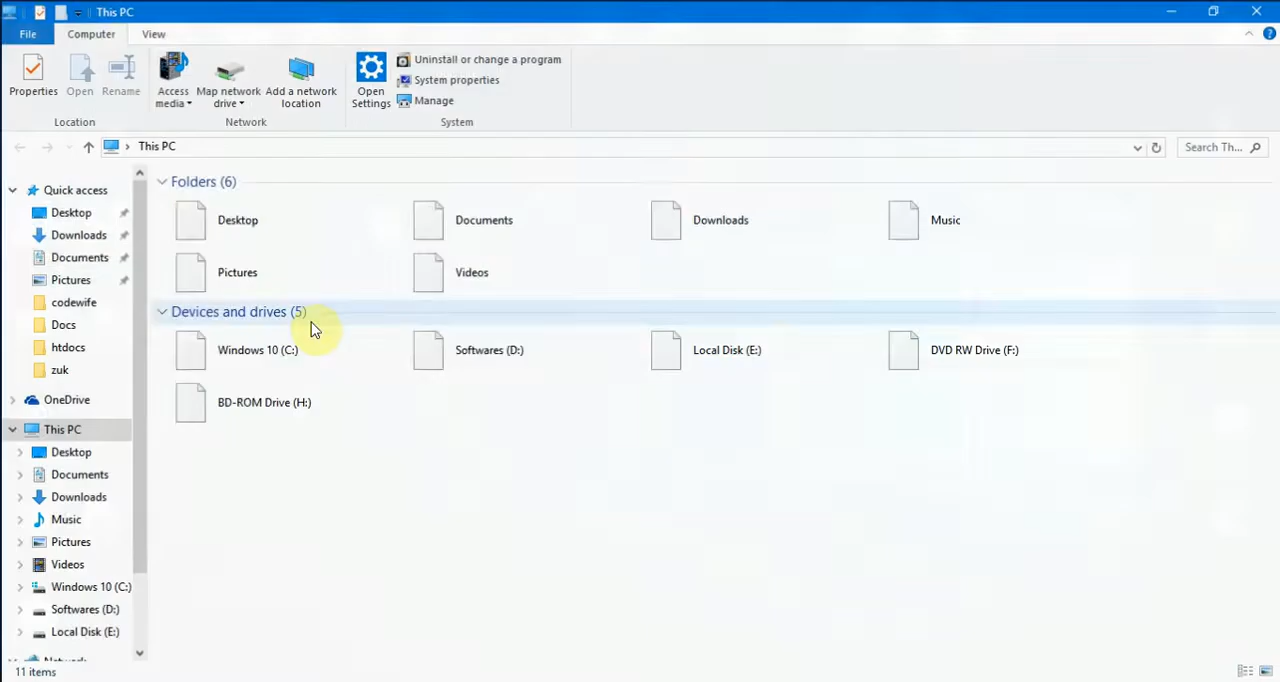 This PC
File
Computer
View
Properties
Open
Rename
Access media
Map network drive
Add a network location
Open Settings
Uninstall or change a program
System properties
Manage
Location
Network
System
This PC
Search Th...
Quick access
Desktop
Downloads
Documents
Pictures
codewife
Docs
htdocs
zuk
OneDrive
This PC
Desktop
Documents
Downloads
Music
Pictures
Videos
Windows 10 (C:)
Softwares (D:)
Local Disk (E:)
Network
Folders (6)
Desktop
Documents
Downloads
Music
Pictures
Videos
Devices and drives (5)
Windows 10 (C:)
Softwares (D:)
Local Disk (E:)
DVD RW Drive (F:)
BD-ROM Drive (H:)
11 items